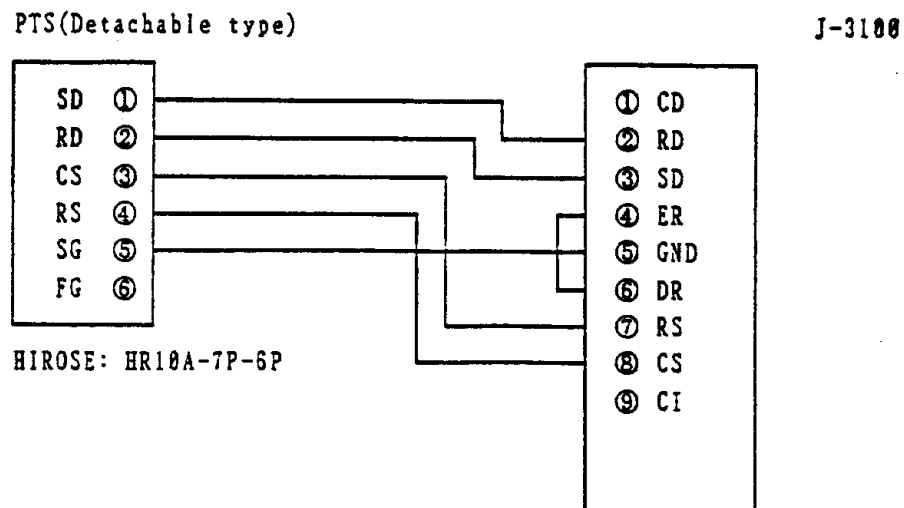 PTS(Detachable type)
J-3100
SD ①
RD ②
CS ③
RS ④
SG ⑤
FG ⑥
HIROSE: HR10A-7P-6P
① CD
② RD
③ SD
④ ER
⑤ GND
⑥ DR
⑦ RS
⑧ CS
⑨ CI